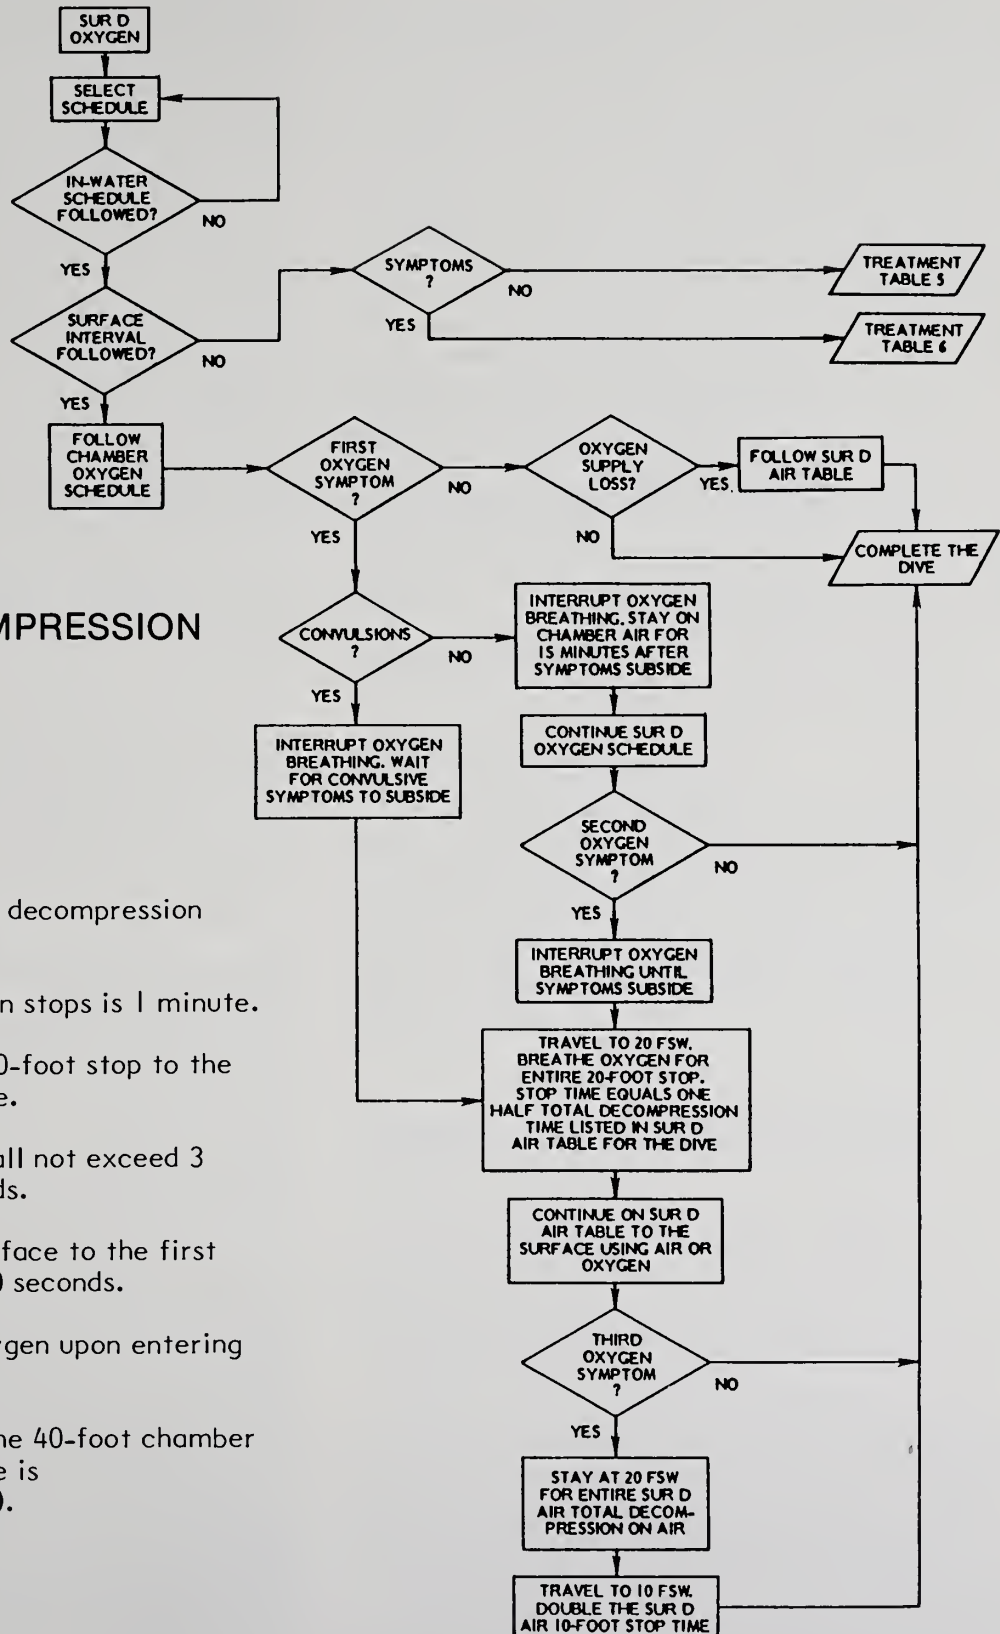 SUR D
OXYGEN
SELECT
SCHEDULE
IN-WATER
SCHEDULE
FOLLOWED?
NO
YES
SURFACE
INTERVAL
FOLLOWED?
NO
YES
SYMPTOMS
?
NO
YES
TREATMENT
TABLE 5
TREATMENT
TABLE 6
FOLLOW
CHAMBER
OXYGEN
SCHEDULE
FIRST
OXYGEN
SYMPTOM
?
NO
YES
OXYGEN
SUPPLY
LOSS?
YES
NO
FOLLOW SUR D
AIR TABLE
COMPLETE THE
DIVE
MPRESSION
CONVULSIONS
?
NO
YES
INTERRUPT OXYGEN
BREATHING. STAY ON
CHAMBER AIR FOR
15 MINUTES AFTER
SYMPTOMS SUBSIDE
INTERRUPT OXYGEN
BREATHING. WAIT
FOR CONVULSIVE
SYMPTOMS TO SUBSIDE
CONTINUE SUR D
OXYGEN SCHEDULE
SECOND
OXYGEN
SYMPTOM
?
NO
YES
INTERRUPT OXYGEN
BREATHING UNTIL
SYMPTOMS SUBSIDE
TRAVEL TO 20 FSW.
BREATHE OXYGEN FOR
ENTIRE 20-FOOT STOP.
STOP TIME EQUALS ONE
HALF TOTAL DECOMPRESSION
TIME LISTED IN SUR D
AIR TABLE FOR THE DIVE
CONTINUE ON SUR D
AIR TABLE TO THE
SURFACE USING AIR OR
OXYGEN
THIRD
OXYGEN
SYMPTOM
?
NO
YES
STAY AT 20 FSW
FOR ENTIRE SUR D
AIR TOTAL DECOM-
PRESSION ON AIR
TRAVEL TO 10 FSW.
DOUBLE THE SUR D
AIR 10-FOOT STOP TIME
decompression
n stops is 1 minute.
0-foot stop to the
e.
all not exceed 3
ds.
face to the first
0 seconds.
rgen upon entering
he 40-foot chamber
e is
).